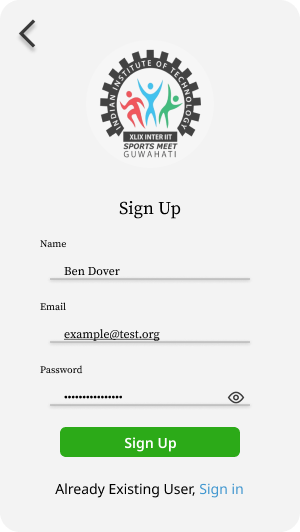 INDIAN INSTITUTE OF TECHNOLOGY
XLIX INTER IIT
SPORTS MEET
GUWAHATI
Sign Up
Name
Ben Dover
Email
example@test.org
Password
••••••••••••••••
Sign Up
Already Existing User, Sign in